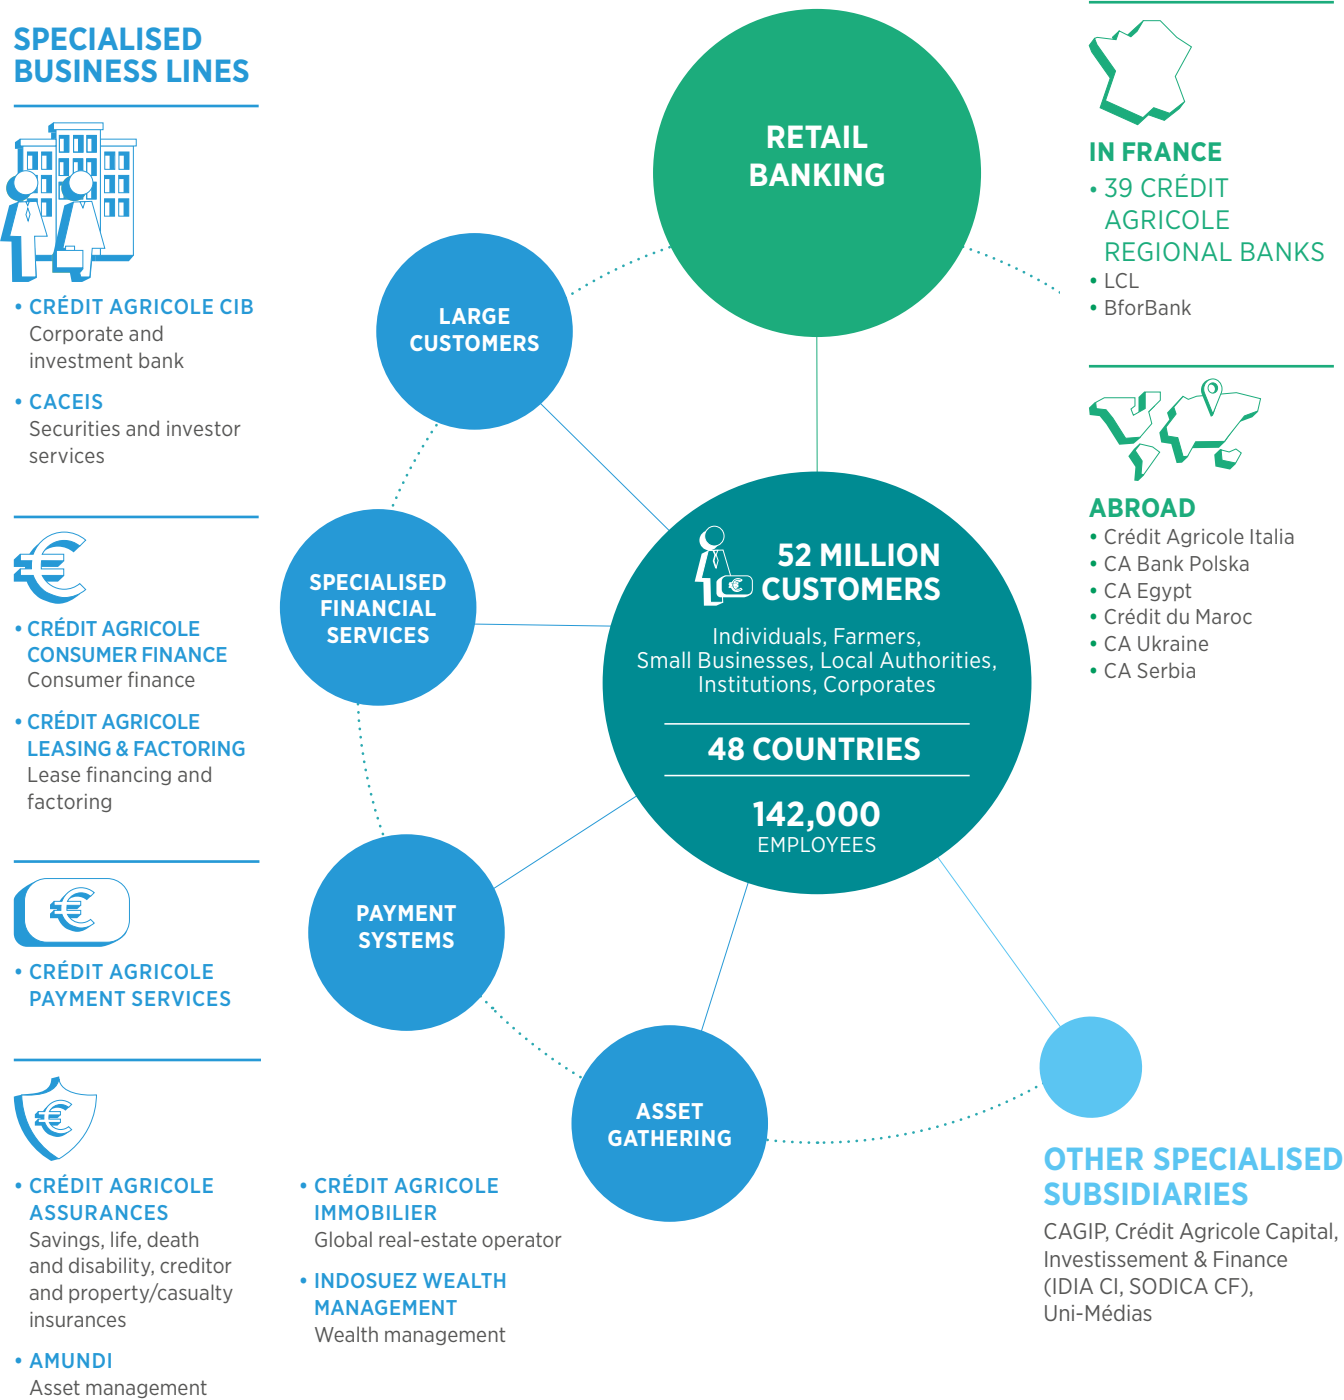 SPECIALISED
BUSINESS LINES
• CRÉDIT AGRICOLE CIB
Corporate and
investment bank
• CACEIS
Securities and investor
services
• CRÉDIT AGRICOLE
CONSUMER FINANCE
Consumer finance
• CRÉDIT AGRICOLE
LEASING & FACTORING
Lease financing and
factoring
• CRÉDIT AGRICOLE
PAYMENT SERVICES
• CRÉDIT AGRICOLE
ASSURANCES
Savings, life, death
and disability, creditor
and property/casualty
insurances
• AMUNDI
Asset management
• CRÉDIT AGRICOLE
IMMOBILIER
Global real-estate operator
• INDOSUEZ WEALTH
MANAGEMENT
Wealth management
RETAIL
BANKING
LARGE
CUSTOMERS
SPECIALISED
FINANCIAL
SERVICES
PAYMENT
SYSTEMS
ASSET
GATHERING
52 MILLION
CUSTOMERS
Individuals, Farmers,
Small Businesses, Local Authorities,
Institutions, Corporates
48 COUNTRIES
142,000
EMPLOYEES
IN FRANCE
• 39 CRÉDIT
AGRICOLE
REGIONAL BANKS
• LCL
• BforBank
ABROAD
• Crédit Agricole Italia
• CA Bank Polska
• CA Egypt
• Crédit du Maroc
• CA Ukraine
• CA Serbia
OTHER SPECIALISED
SUBSIDIARIES
CAGIP, Crédit Agricole Capital,
Investissement & Finance
(IDIA CI, SODICA CF),
Uni-Médias